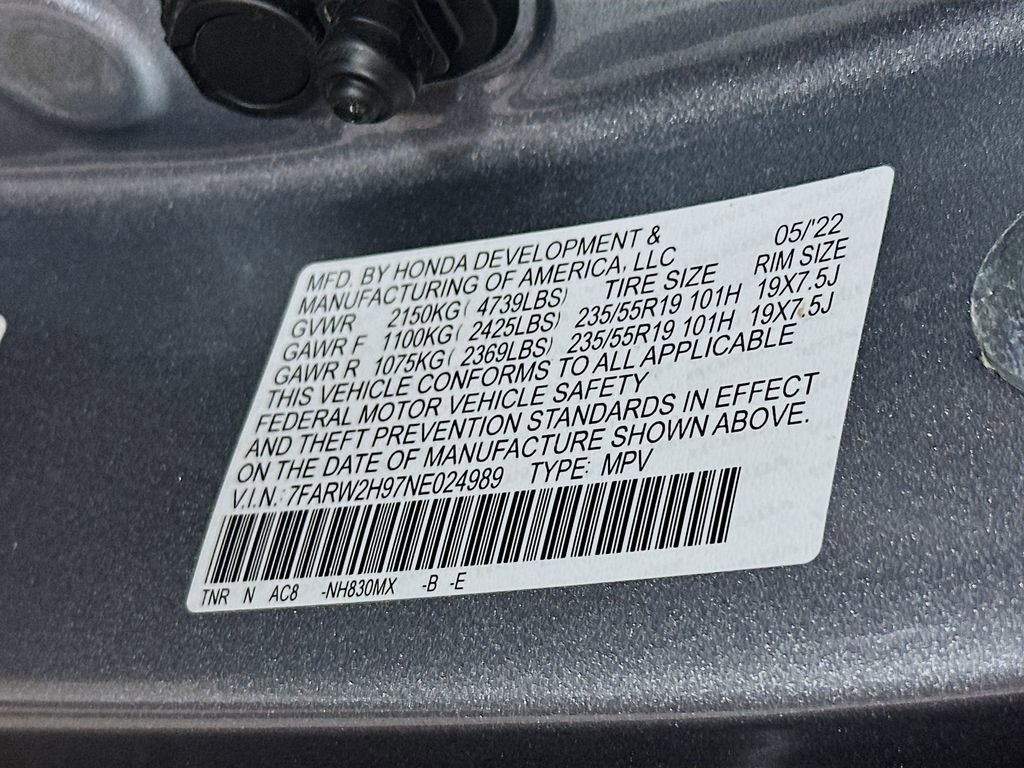 MFD. BY HONDA DEVELOPMENT & 05/'22
MANUFACTURING OF AMERICA, LLC
GVWR 2150KG( 4739LBS) TIRE SIZE RIM SIZE
GAWR F 1100KG( 2425LBS) 235/55R19 101H 19X7.5J
GAWR R 1075KG( 2369LBS) 235/55R19 101H 19X7.5J
THIS VEHICLE CONFORMS TO ALL APPLICABLE
FEDERAL MOTOR VEHICLE SAFETY
AND THEFT PREVENTION STANDARDS IN EFFECT
ON THE DATE OF MANUFACTURE SHOWN ABOVE.
V.I.N.: 7FARW2H97NE024989 TYPE: MPV
TNR N AC8 -NH830MX -B -E